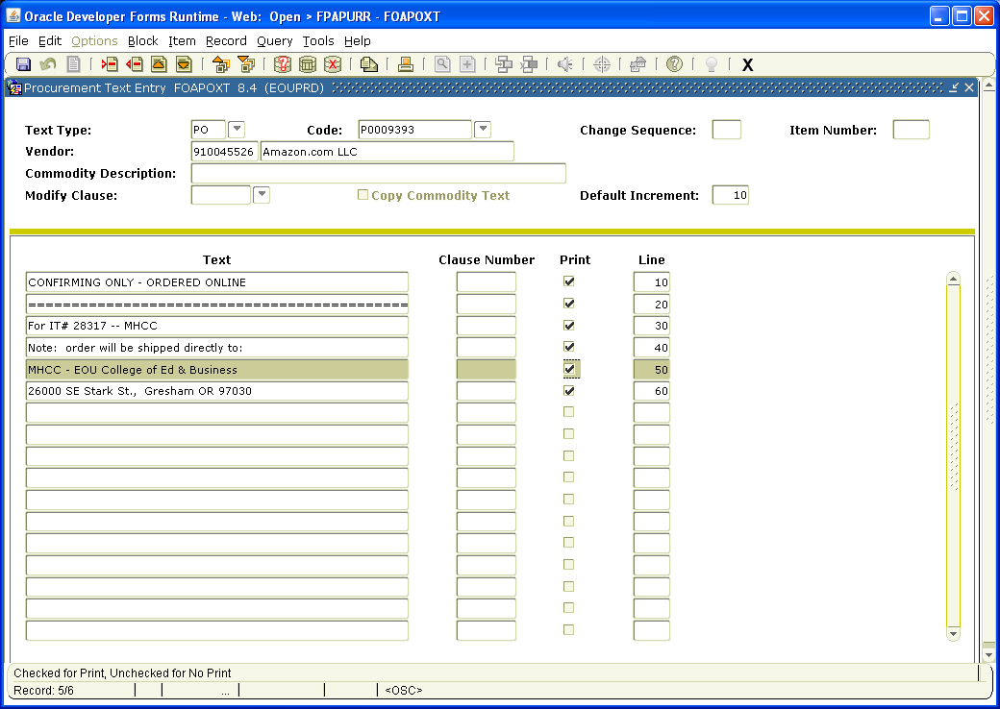 Oracle Developer Forms Runtime - Web:  Open > FPAPURR - FOAPOXT
File Edit Options Block Item Record Query Tools Help
X
Procurement Text Entry  FOAPOXT  8.4  (EOUPRD)
Text Type: PO Code: P0009393 Change Sequence: Item Number:
Vendor: 910045526 Amazon.com LLC
Commodity Description:
Modify Clause: Copy Commodity Text Default Increment: 10
Text Clause Number Print Line
CONFIRMING ONLY - ORDERED ONLINE 10
============================================ 20
For IT# 28317 -- MHCC 30
Note:  order will be shipped directly to: 40
MHCC - EOU College of Ed & Business 50
26000 SE Stark St.,  Gresham OR 97030 60
Checked for Print, Unchecked for No Print
Record: 5/6 ... <OSC>